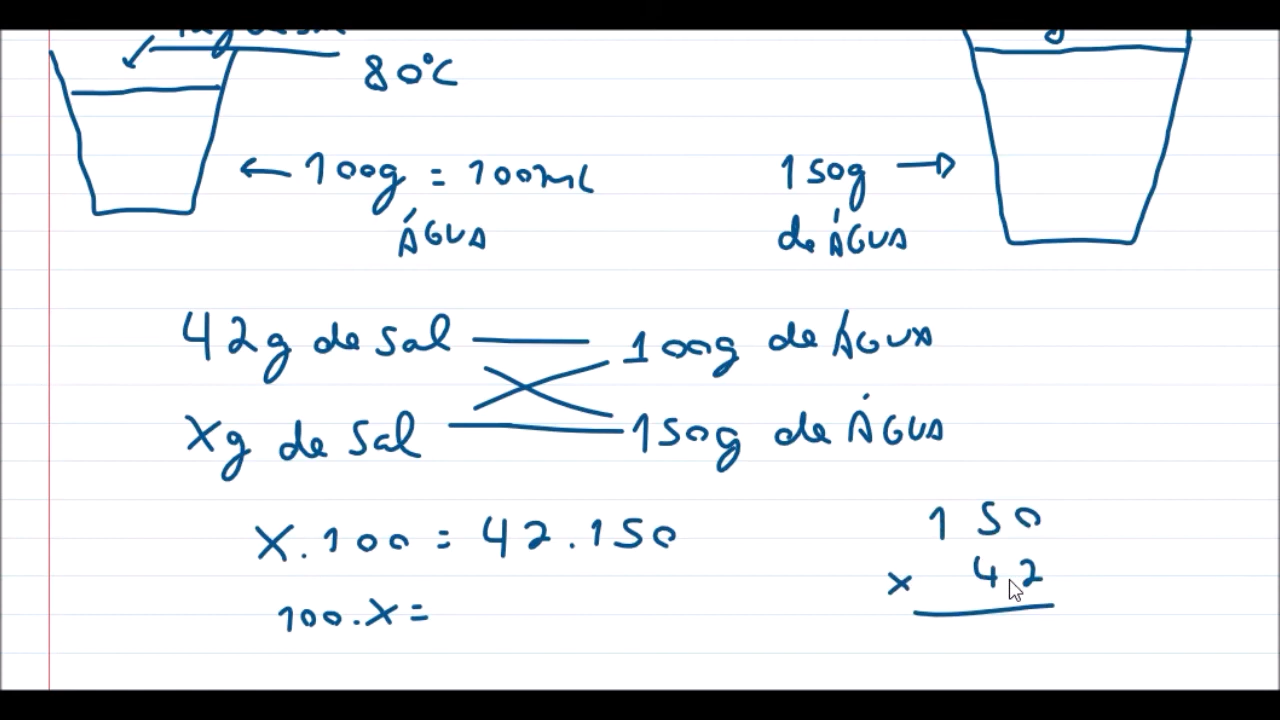 80°C
100g = 100ml
ÁGUA
150g
de ÁGUA
42g de sal 100g de Água
Xg de Sal 150g de ÁGUA
X.100 = 42.150
100.X=
150
x 42